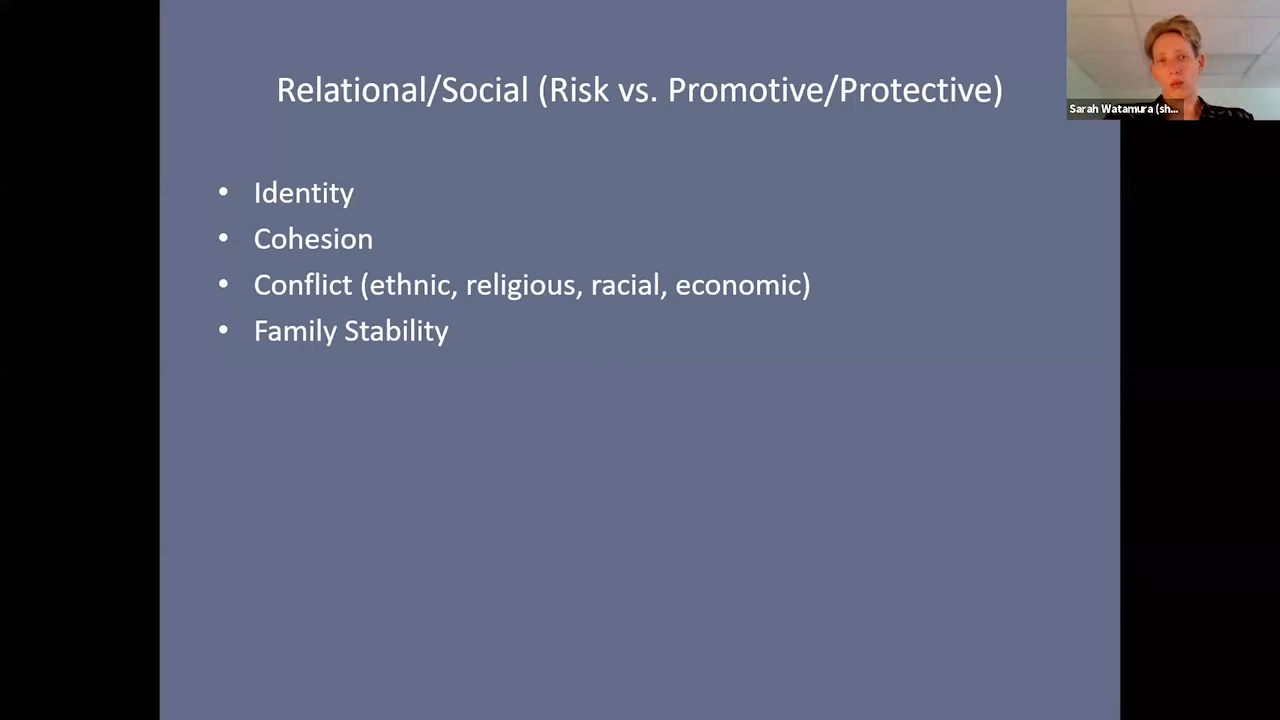 Relational/Social (Risk vs. Promotive/Protective)
Sarah Watamura (sh...
• Identity
• Cohesion
• Conflict (ethnic, religious, racial, economic)
• Family Stability